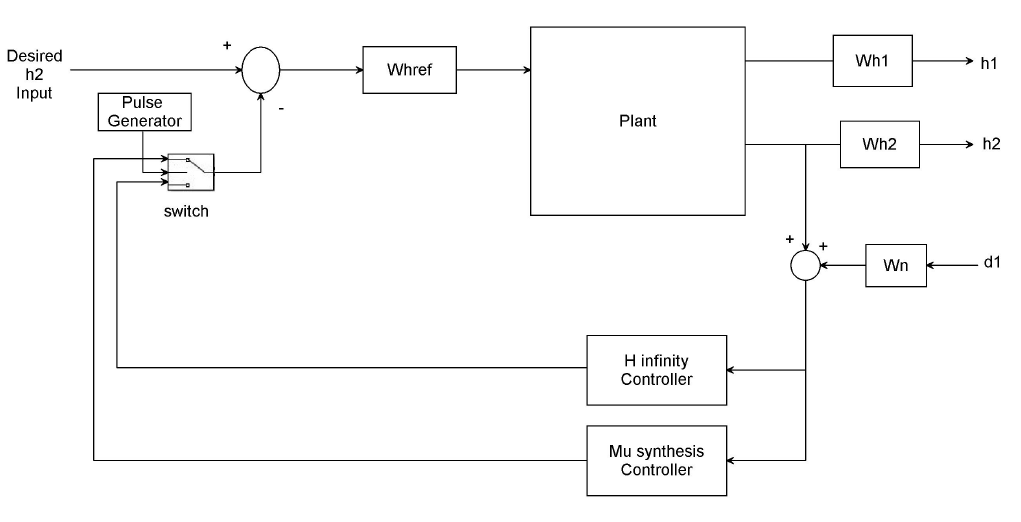 Desired
h2
Input
+
-
Whref
Plant
Wh1
h1
Wh2
h2
Pulse
Generator
switch
+
+
Wn
d1
H infinity
Controller
Mu synthesis
Controller